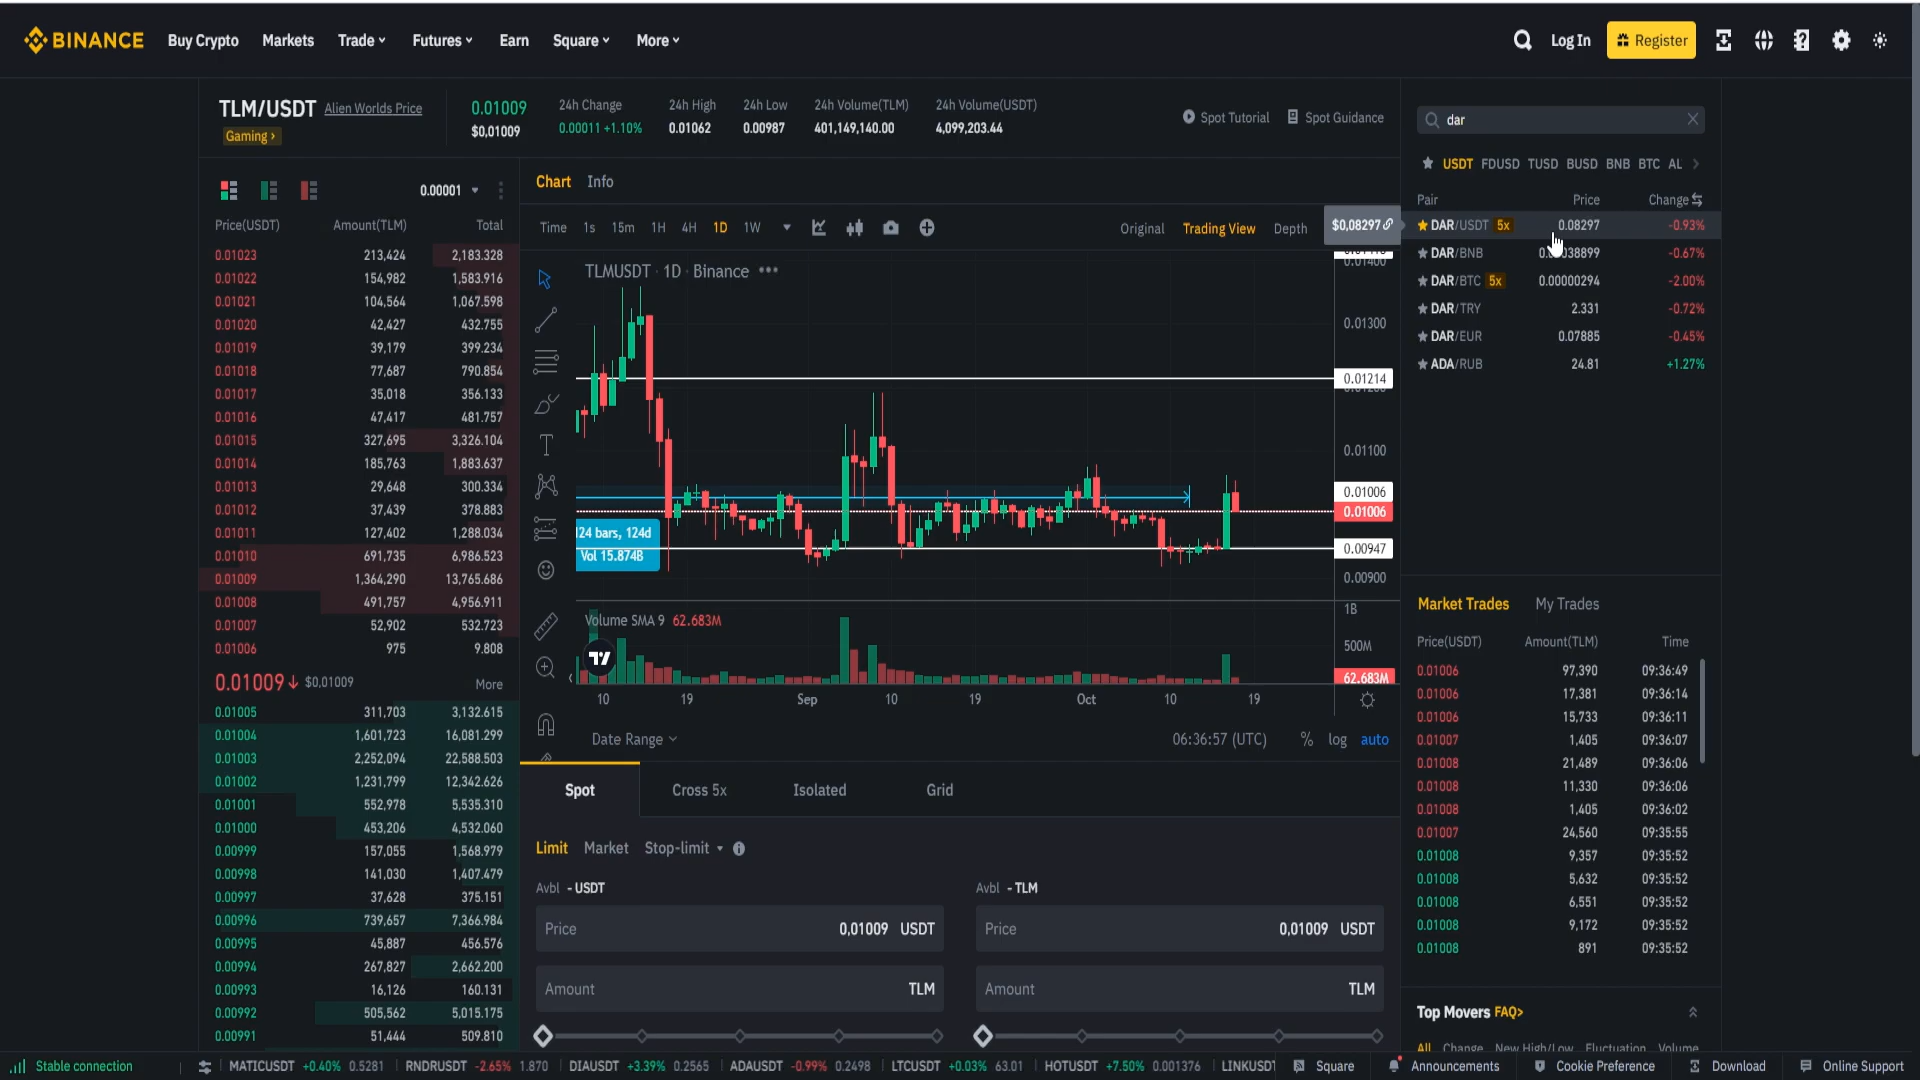 BINANCE Buy Crypto Markets Trade Futures Earn Square More Log In Register
TLM/USDT Alien Worlds Price
Gaming >
0.01009
$0,01009
24h Change
0.00011 +1.10%
24h High
0.01062
24h Low
0.00987
24h Volume(TLM)
401,149,140.00
24h Volume(USDT)
4,099,203.44
Spot Tutorial Spot Guidance
0.00001
Price(USDT) Amount(TLM) Total
0.01023 213,424 2,183.328
0.01022 154,982 1,583.916
0.01021 104,564 1,067.598
0.01020 42,427 432.755
0.01019 39,179 399.234
0.01018 77,687 790.854
0.01017 35,018 356.133
0.01016 47,417 481.757
0.01015 327,695 3,326.104
0.01014 185,763 1,883.637
0.01013 29,648 300.334
0.01012 37,439 378.883
0.01011 127,402 1,288.034
0.01010 691,735 6,986.523
0.01009 1,364,290 13,765.686
0.01008 491,757 4,956.911
0.01007 52,902 532.723
0.01006 975 9.808
0.01009↓ $0,01009 More
0.01005 311,703 3,132.615
0.01004 1,601,723 16,081.299
0.01003 2,252,094 22,588.503
0.01002 1,231,799 12,342.626
0.01001 552,978 5,535.310
0.01000 453,206 4,532.060
0.00999 157,055 1,568.979
0.00998 141,030 1,407.479
0.00997 37,628 375.151
0.00996 739,657 7,366.984
0.00995 45,887 456.576
0.00994 267,827 2,662.200
0.00993 16,126 160.131
0.00992 505,562 5,015.175
0.00991 51,444 509.810
Chart Info
Time 1s 15m 1H 4H 1D 1W Original Trading View Depth
$0,08297
TLMUSDT · 1D · Binance •••
0.01400
0.01300
0.01214
0.01100
0.01006
0.01006
0.00947
0.00900
124 bars, 124d
Vol 15.874B
Volume SMA 9 62.683M
1B
500M
62.683M
10 19 Sep 10 19 Oct 10 19
Date Range 06:36:57 (UTC) % log auto
Spot Cross 5x Isolated Grid
Limit Market Stop-limit
Avbl - USDT
Price 0,01009 USDT
Amount TLM
Avbl - TLM
Price 0,01009 USDT
Amount TLM
dar
USDT FDUSD TUSD BUSD BNB BTC AL
Pair Price Change
DAR/USDT 5x 0.08297 -0.93%
DAR/BNB -0.67%
DAR/BTC 5x 0.00000294 -2.00%
DAR/TRY 2.331 -0.72%
DAR/EUR 0.07885 -0.45%
ADA/RUB 24.81 +1.27%
Market Trades My Trades
Price(USDT) Amount(TLM) Time
0.01006 97,390 09:36:49
0.01006 17,381 09:36:14
0.01006 15,733 09:36:11
0.01007 1,405 09:36:07
0.01008 21,489 09:36:06
0.01008 11,330 09:36:06
0.01008 1,405 09:36:02
0.01007 24,560 09:35:55
0.01008 9,357 09:35:52
0.01008 5,632 09:35:52
0.01008 6,551 09:35:52
0.01008 9,172 09:35:52
0.01008 891 09:35:52
Top Movers FAQ>
All Change New High/Low Fluctuation Volume
Stable connection MATICUSDT +0.40% 0.5281 RNDRUSDT -2.65% 1.870 DIAUSDT +3.39% 0.2565 ADAUSDT -0.99% 0.2498 LTCUSDT +0.03% 63.01 HOTUSDT +7.50% 0.001376 LINKUSDT Square Announcements Cookie Preference Download Online Support